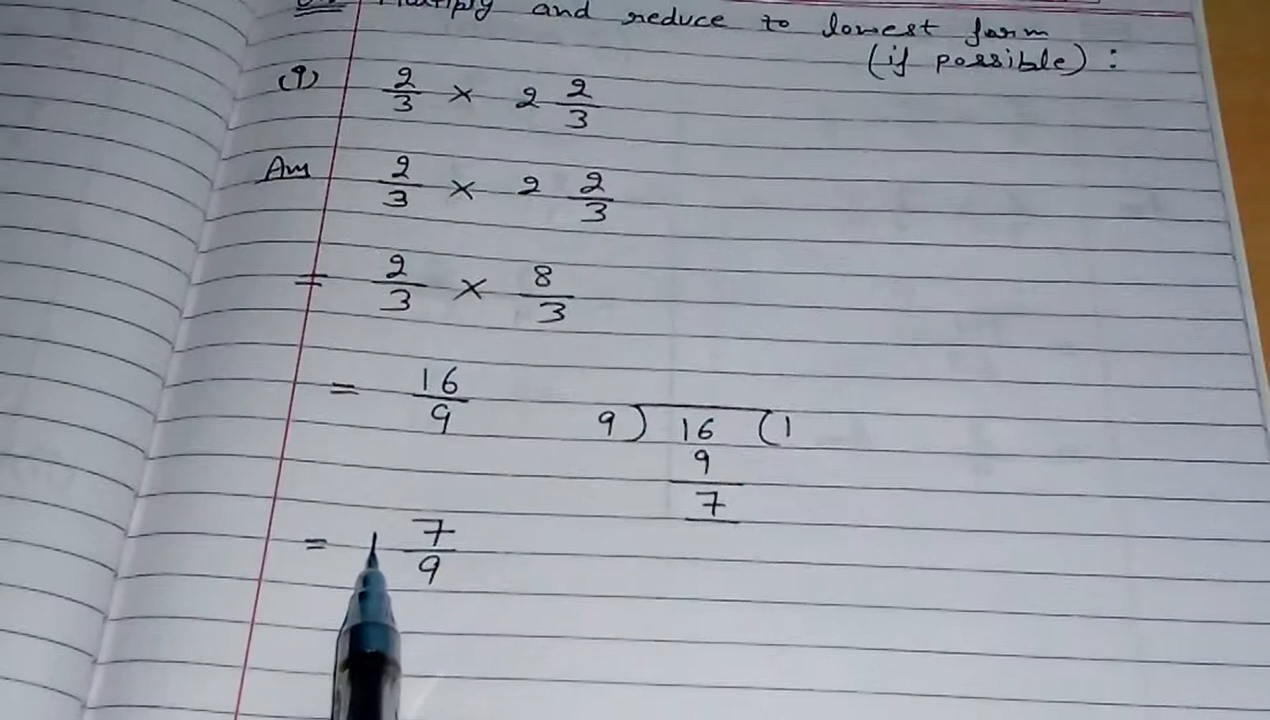 Multiply and reduce to lowest form
(if possible) :
(i) 2/3 × 2 2/3
Ans 2/3 × 2 2/3
= 2/3 × 8/3
= 16/9 9) 16 (1
9
7
= 1 7/9